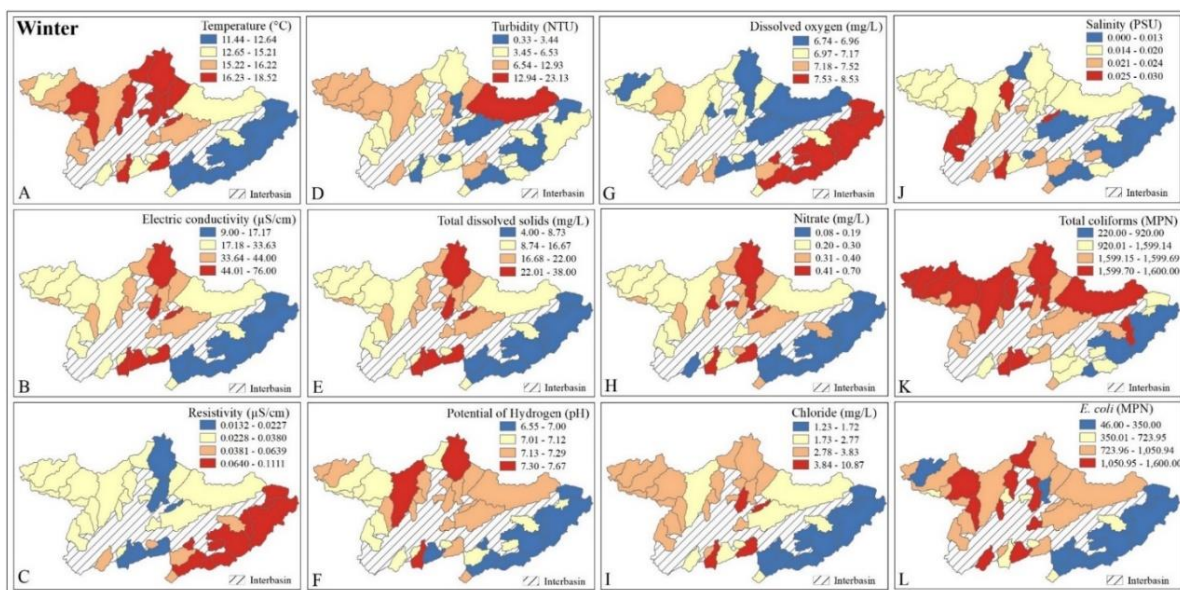 Winter
Temperature (°C)
11.44 - 12.64
12.65 - 15.21
15.22 - 16.22
16.23 - 18.52
A
Interbasin
Turbidity (NTU)
0.33 - 3.44
3.45 - 6.53
6.54 - 12.93
12.94 - 23.13
D
Interbasin
Dissolved oxygen (mg/L)
6.74 - 6.96
6.97 - 7.17
7.18 - 7.52
7.53 - 8.53
G
Interbasin
Salinity (PSU)
0.000 - 0.013
0.014 - 0.020
0.021 - 0.024
0.025 - 0.030
J
Interbasin
Electric conductivity (µS/cm)
9.00 - 17.17
17.18 - 33.63
33.64 - 44.00
44.01 - 76.00
B
Interbasin
Total dissolved solids (mg/L)
4.00 - 8.73
8.74 - 16.67
16.68 - 22.00
22.01 - 38.00
E
Interbasin
Nitrate (mg/L)
0.08 - 0.19
0.20 - 0.30
0.31 - 0.40
0.41 - 0.70
H
Interbasin
Total coliforms (MPN)
220.00 - 920.00
920.01 - 1,599.14
1,599.15 - 1,599.69
1,599.70 - 1,600.00
K
Interbasin
Resistivity (µS/cm)
0.0132 - 0.0227
0.0228 - 0.0380
0.0381 - 0.0639
0.0640 - 0.1111
C
Interbasin
Potential of Hydrogen (pH)
6.55 - 7.00
7.01 - 7.12
7.13 - 7.29
7.30 - 7.67
F
Interbasin
Chloride (mg/L)
1.23 - 1.72
1.73 - 2.77
2.78 - 3.83
3.84 - 10.87
I
Interbasin
E. coli (MPN)
46.00 - 350.00
350.01 - 723.95
723.96 - 1,050.94
1,050.95 - 1,600.00
L
Interbasin